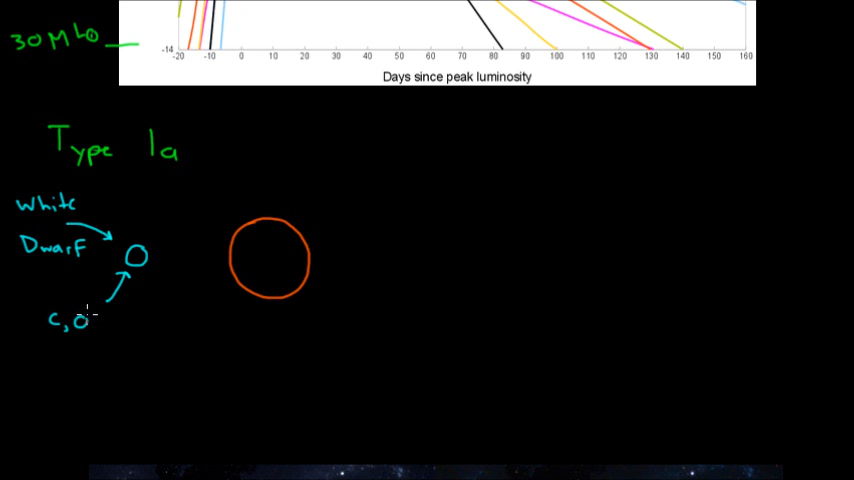 30 M L⊙
-14
-20 -10 0 10 20 30 40 50 60 70 80 90 100 110 120 130 140 150 160
Days since peak luminosity
Type 1a
White
Dwarf
C, O